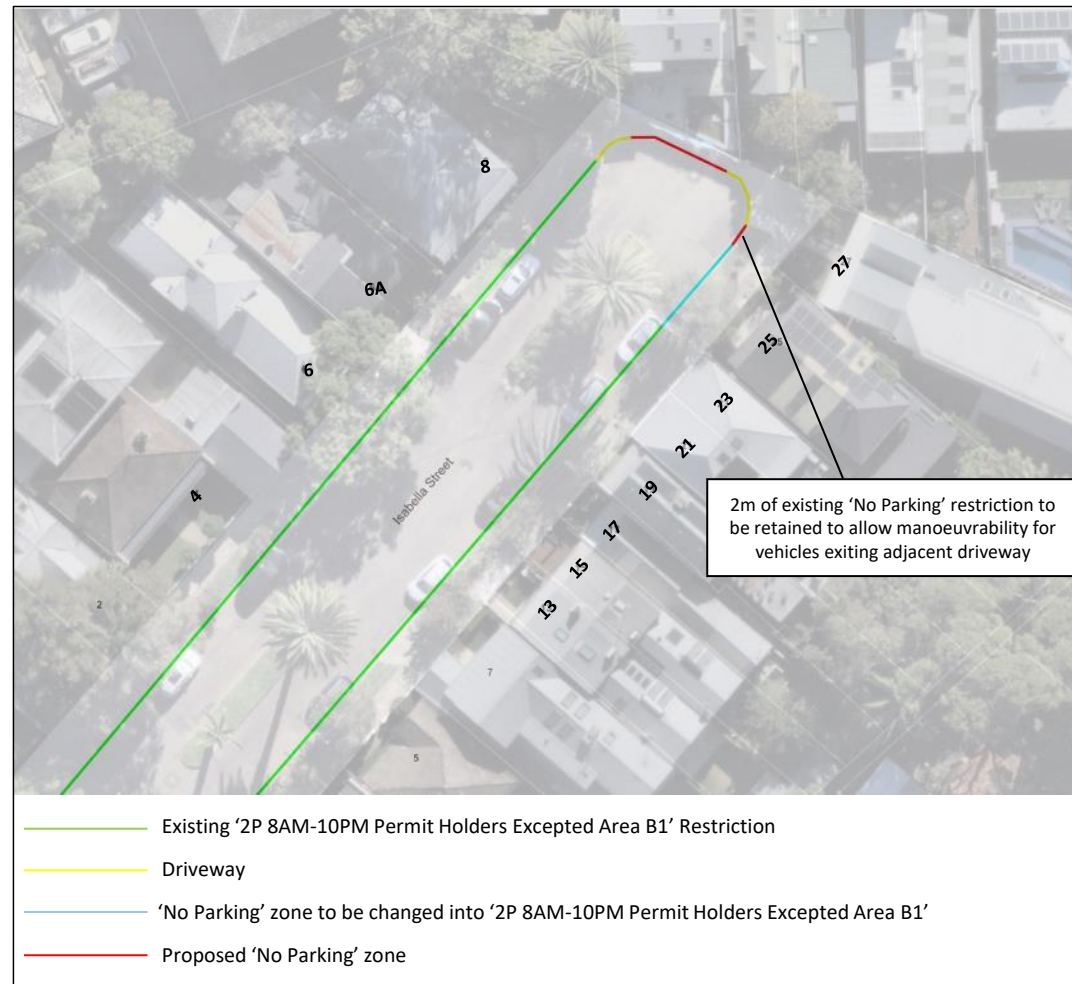 8
27
6A
25
6
23
21
Isabella Street
19
4
2m of existing ‘No Parking’ restriction to
be retained to allow manoeuvrability for
vehicles exiting adjacent driveway
17
15
2
13
7
5
Existing ‘2P 8AM-10PM Permit Holders Excepted Area B1’ Restriction
Driveway
‘No Parking’ zone to be changed into ‘2P 8AM-10PM Permit Holders Excepted Area B1’
Proposed ‘No Parking’ zone